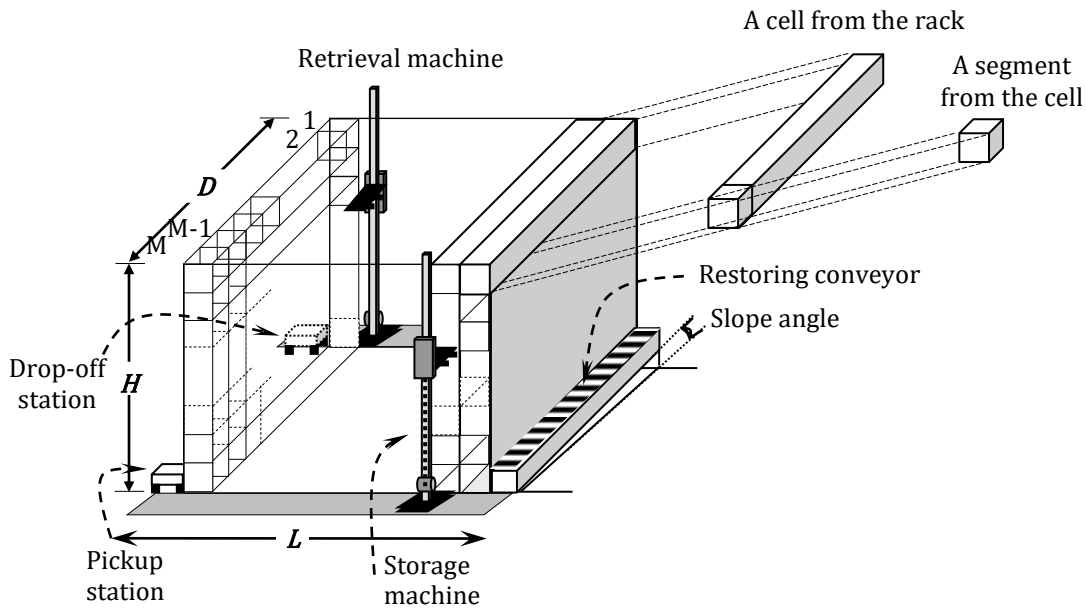 A cell from the rack
Retrieval machine
A segment
from the cell
1
2
D
M-1
M
Restoring conveyor
Slope angle
Drop-off
station
H
L
Pickup
station
Storage
machine